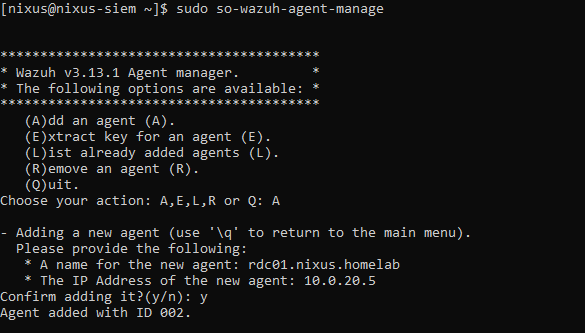 [nixus@nixus-siem ~]$ sudo so-wazuh-agent-manage
****************************************
* Wazuh v3.13.1 Agent manager.         *
* The following options are available: *
****************************************
   (A)dd an agent (A).
   (E)xtract key for an agent (E).
   (L)ist already added agents (L).
   (R)emove an agent (R).
   (Q)uit.
Choose your action: A,E,L,R or Q: A
- Adding a new agent (use '\q' to return to the main menu).
  Please provide the following:
   * A name for the new agent: rdc01.nixus.homelab
   * The IP Address of the new agent: 10.0.20.5
Confirm adding it?(y/n): y
Agent added with ID 002.